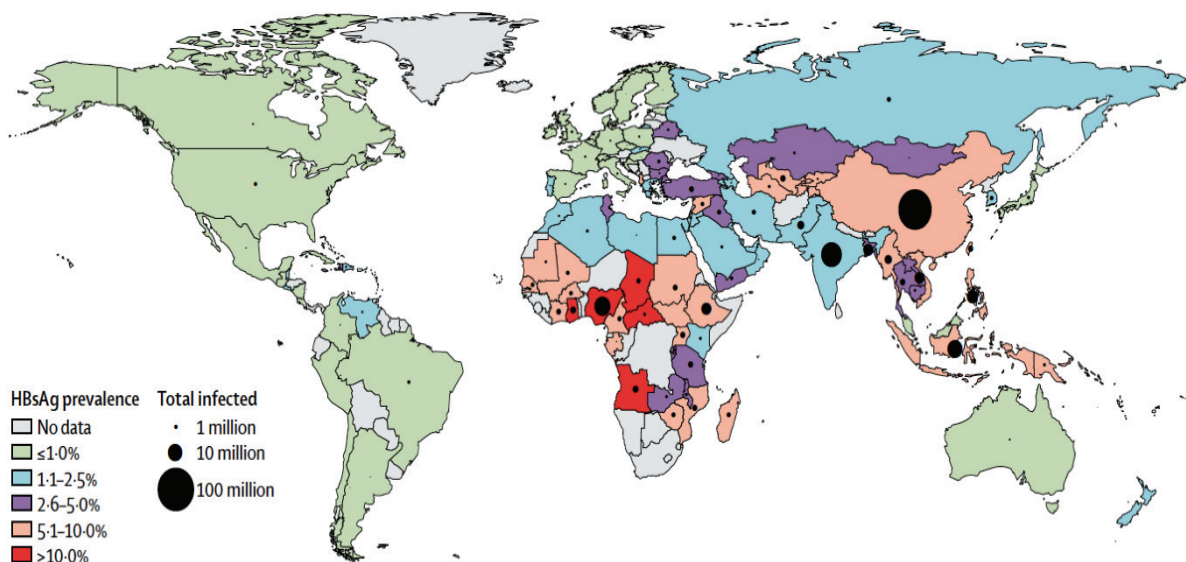 HBsAg prevalence
No data
≤1·0%
1·1–2·5%
2·6–5·0%
5·1–10·0%
>10·0%
Total infected
1 million
10 million
100 million